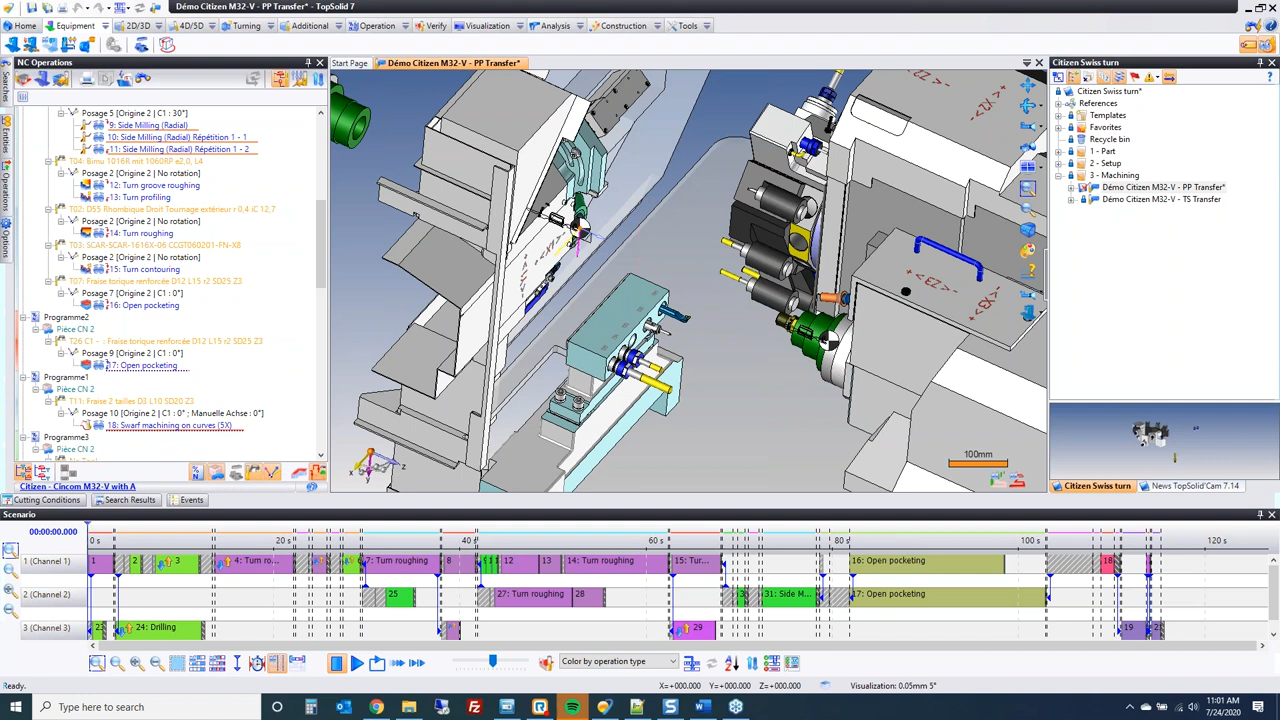 Démo Citizen M32-V - PP Transfer* - TopSolid 7
Home Equipment 2D/3D 4D/5D Turning Additional Operation Verify Visualization Analysis Construction Tools
NC Operations
Posage 5 [Origine 2 | C1 : 30°]
9: Side Milling (Radial)
10: Side Milling (Radial) Répétition 1 - 1
11: Side Milling (Radial) Répétition 1 - 2
T04: Bimu 1016R mit 1060RP e2,0, L4
Posage 2 [Origine 2 | No rotation]
12: Turn groove roughing
13: Turn profiling
T02: D55 Rhombique Droit Tournage extérieur r 0,4 iC 12,7
Posage 2 [Origine 2 | No rotation]
14: Turn roughing
T03: SCAR-SCAR-1616X-06 CCGT060201-FN-X8
Posage 2 [Origine 2 | No rotation]
15: Turn contouring
T07: Fraise torique renforcée D12 L15 r2 SD25 Z3
Posage 7 [Origine 2 | C1 : 0°]
16: Open pocketing
Programme2
Pièce CN 2
T26 C1 - : Fraise torique renforcée D12 L15 r2 SD25 Z3
Posage 9 [Origine 2 | C1 : 0°]
17: Open pocketing
Programme1
Pièce CN 2
T11: Fraise 2 tailles D3 L10 SD20 Z3
Posage 10 [Origine 2 | C1 : 0° ; Manuelle Achse : 0°]
18: Swarf machining on curves (5X)
Programme3
Pièce CN 2
Citizen - Cincom M32-V with A
Cutting Conditions Search Results Events
Searches
Entities
Operations
Options
Start Page Démo Citizen M32-V - PP Transfer*
100mm
Citizen Swiss turn
Citizen Swiss turn*
References
Templates
Favorites
Recycle bin
1 - Part
2 - Setup
3 - Machining
Démo Citizen M32-V - PP Transfer*
Démo Citizen M32-V - TS Transfer
Citizen Swiss turn News TopSolid'Cam 7.14
Scenario
00:00:00.000 0 s 20 s 40 s 60 s 80 s 100 s 120 s
1 (Channel 1) 1 2 3 4: Turn ro... 7: Turn roughing 8 12 13 14: Turn roughing 15: Tur... 16: Open pocketing 18
2 (Channel 2) 25 27: Turn roughing 28 31: Side M... 17: Open pocketing
3 (Channel 3) 24: Drilling 29 19
Color by operation type
Ready. X=+000.000 Y=+000.000 Z=+000.000 Visualization: 0.05mm 5°
Type here to search
11:01 AM
7/24/2020